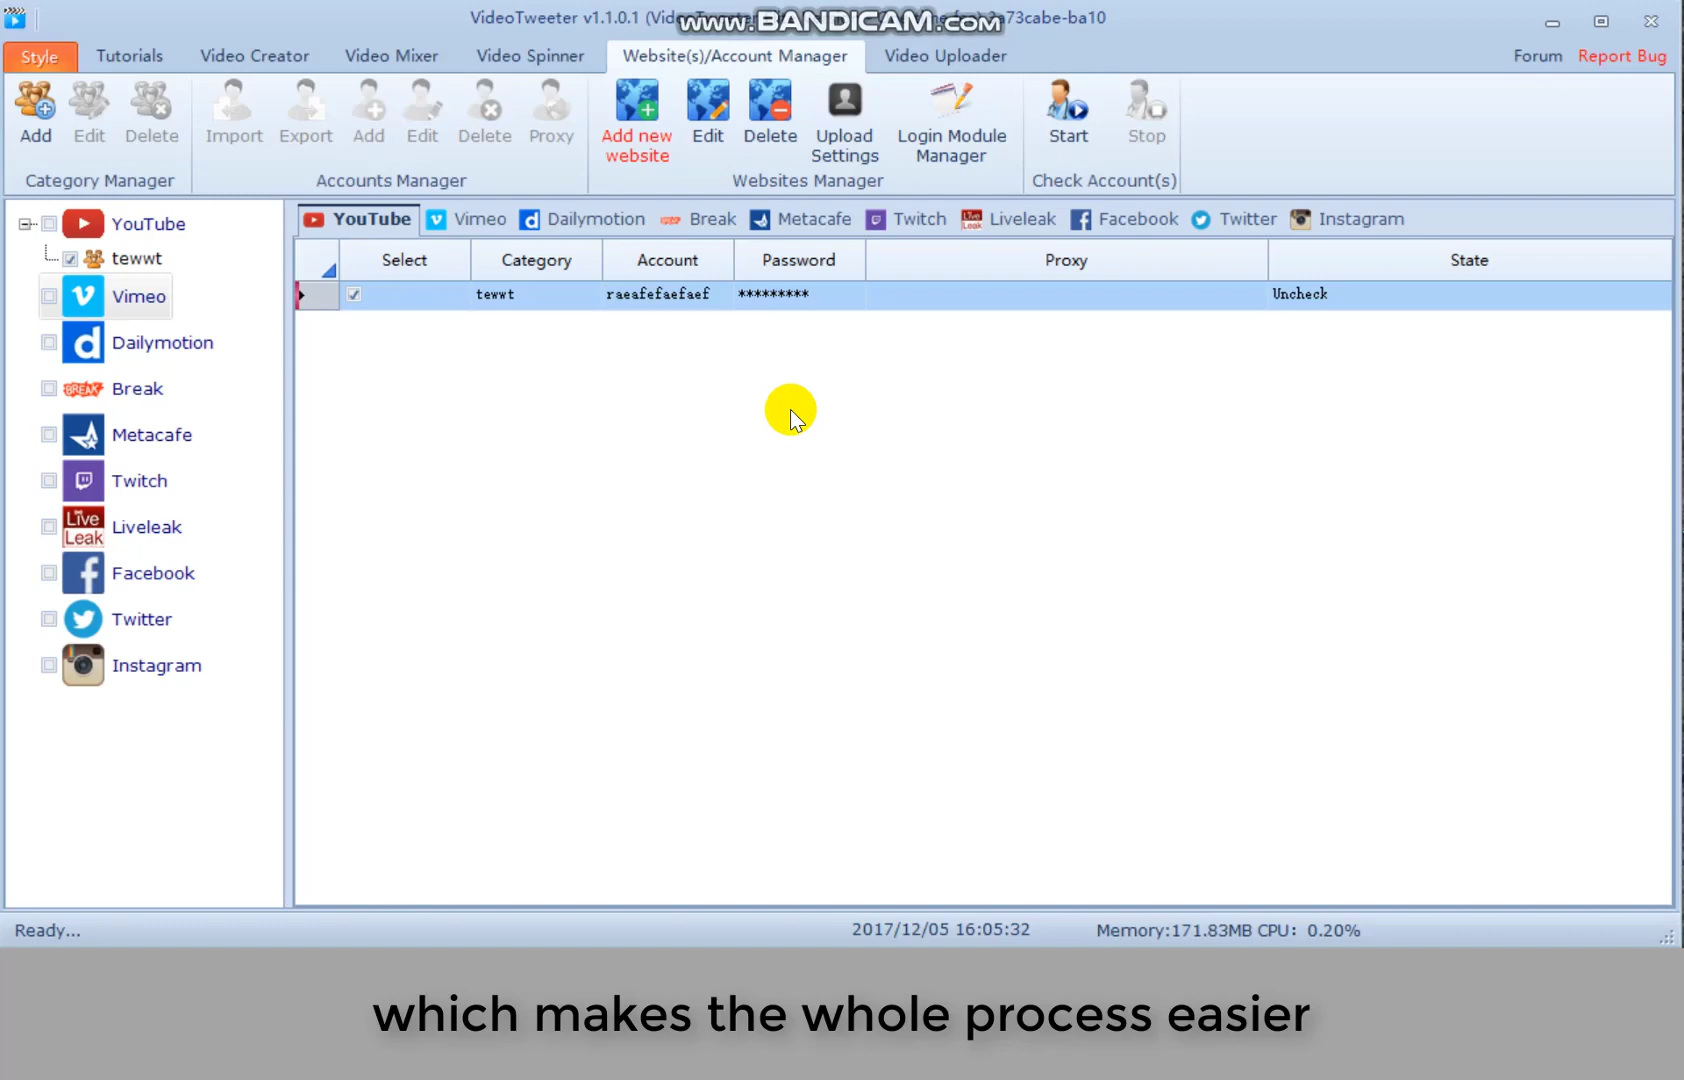 VideoTweeter v1.1.0.1
www.BANDICAM.com
73cabe-ba10
Style Tutorials Video Creator Video Mixer Video Spinner Website(s)/Account Manager Video Uploader Forum Report Bug
Add Edit Delete Import Export Add Edit Delete Proxy Add new website Edit Delete Upload Settings Login Module Manager Start Stop
Category Manager Accounts Manager Websites Manager Check Account(s)
YouTube Vimeo Dailymotion Break Metacafe Twitch Liveleak Facebook Twitter Instagram
Select Category Account Password Proxy State
tewwt raeafefaefaef ********* Uncheck
YouTube
tewwt
Vimeo
Dailymotion
BREAK Break
Metacafe
Twitch
Live Leak Liveleak
Facebook
Twitter
Instagram
Ready... 2017/12/05 16:05:32 Memory:171.83MB CPU: 0.20%
which makes the whole process easier